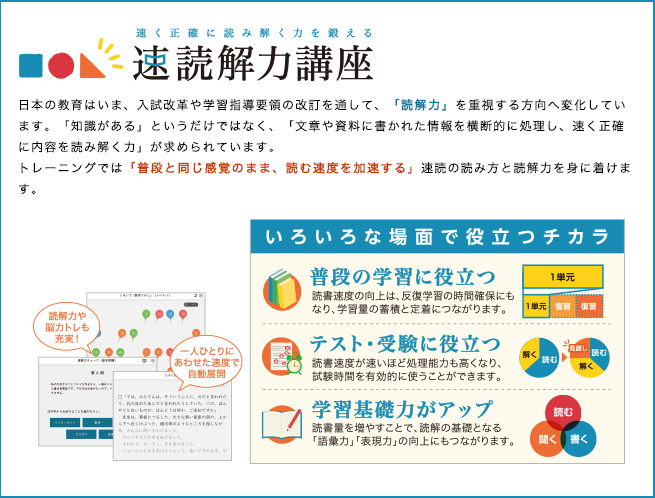 速く正確に読み解く力を鍛える
速読解力講座
日本の教育はいま、入試改革や学習指導要領の改訂を通して、「読解力」を重視する方向へ変化してい
ます。「知識がある」というだけではなく、「文章や資料に書かれた情報を横断的に処理し、速く正確
に内容を読み解く力」が求められています。
トレーニングでは「普段と同じ感覚のまま、読む速度を加速する」速読の読み方と読解力を身に着けま
す。
いろいろな場面で役立つチカラ
普段の学習に役立つ
読書速度の向上は、反復学習の時間確保にも
なり、学習量の蓄積と定着につながります。
1単元
1単元 復習 復習
テスト・受験に役立つ
読書速度が速いほど処理能力も高くなり、
試験時間を有効的に使うことができます。
解く 読む
見直し 読む
解く
学習基礎力がアップ
読書量を増やすことで、読解の基礎となる
「語彙力」「表現力」の向上にもつながります。
読む
聞く 書く
読解力や
脳力トレも
充実!
一人ひとりに
あわせた速度で
自動展開
第6問